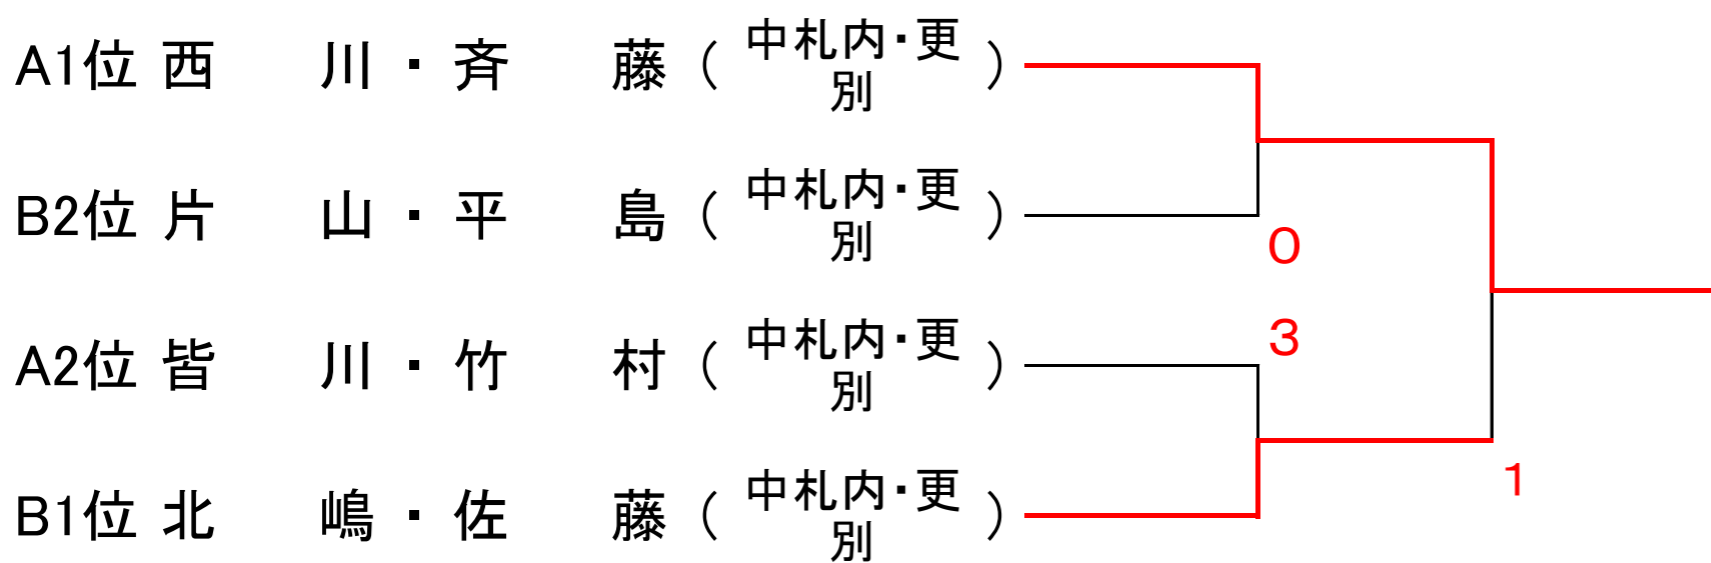 A1位 西 川 ・ 斉 藤 ( 中札内・更別 )
B2位 片 山 ・ 平 島 ( 中札内・更別 )
0
3
A2位 皆 川 ・ 竹 村 ( 中札内・更別 )
1
B1位 北 嶋 ・ 佐 藤 ( 中札内・更別 )